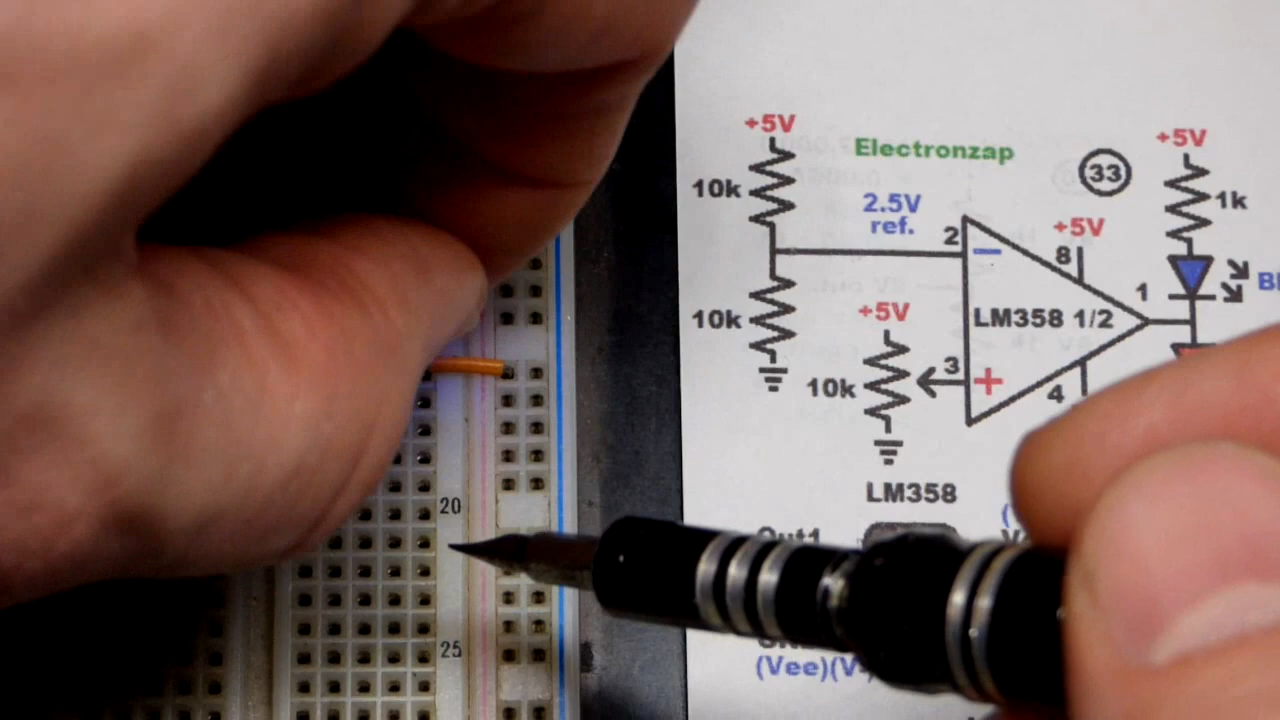 +5V
Electronzap
33
+5V
10k
2.5V
ref.
1k
2
+5V
8
1
10k
+5V
LM358 1/2
10k
3
4
LM358
Out1
20
25
(Vee)(V-